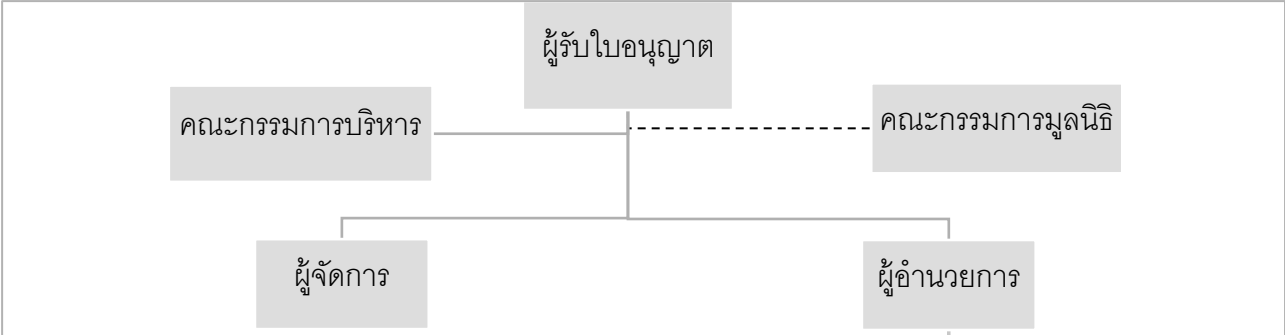 ผู้รับใบอนุญาต
คณะกรรมการบริหาร
คณะกรรมการมูลนิธิ
ผู้จัดการ
ผู้อำนวยการ